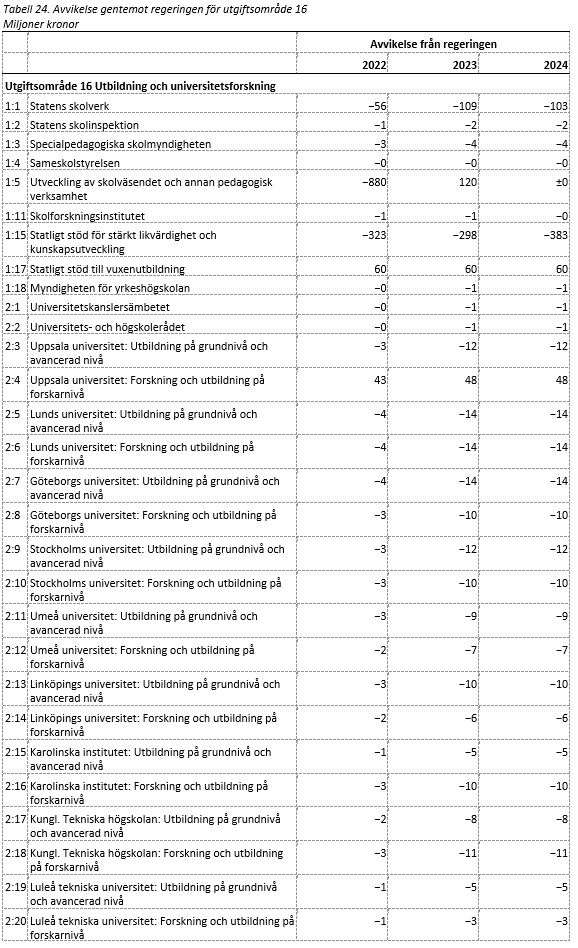 Tabell 24. Avvikelse gentemot regeringen för utgiftsområde 16
Miljoner kronor
Avvikelse från regeringen
2022 2023 2024
Utgiftsområde 16 Utbildning och universitetsforskning
1:1 Statens skolverk −56 −109 −103
1:2 Statens skolinspektion −1 −2 −2
1:3 Specialpedagogiska skolmyndigheten −3 −4 −4
1:4 Sameskolstyrelsen −0 −0 −0
1:5 Utveckling av skolväsendet och annan pedagogisk −880 120 ±0
verksamhet
1:11 Skolforskningsinstitutet −1 −1 −0
1:15 Statligt stöd för stärkt likvärdighet och −323 −298 −383
kunskapsutveckling
1:17 Statligt stöd till vuxenutbildning 60 60 60
1:18 Myndigheten för yrkeshögskolan −0 −1 −1
2:1 Universitetskanslersämbetet −0 −1 −1
2:2 Universitets- och högskolerådet −0 −1 −1
2:3 Uppsala universitet: Utbildning på grundnivå och −3 −12 −12
avancerad nivå
2:4 Uppsala universitet: Forskning och utbildning på 43 48 48
forskarnivå
2:5 Lunds universitet: Utbildning på grundnivå och −4 −14 −14
avancerad nivå
2:6 Lunds universitet: Forskning och utbildning på −4 −14 −14
forskarnivå
2:7 Göteborgs universitet: Utbildning på grundnivå och −4 −14 −14
avancerad nivå
2:8 Göteborgs universitet: Forskning och utbildning på −3 −10 −10
forskarnivå
2:9 Stockholms universitet: Utbildning på grundnivå och −3 −12 −12
avancerad nivå
2:10 Stockholms universitet: Forskning och utbildning på −3 −10 −10
forskarnivå
2:11 Umeå universitet: Utbildning på grundnivå och −3 −9 −9
avancerad nivå
2:12 Umeå universitet: Forskning och utbildning på −2 −7 −7
forskarnivå
2:13 Linköpings universitet: Utbildning på grundnivå och −3 −10 −10
avancerad nivå
2:14 Linköpings universitet: Forskning och utbildning på −2 −6 −6
forskarnivå
2:15 Karolinska institutet: Utbildning på grundnivå och −1 −5 −5
avancerad nivå
2:16 Karolinska institutet: Forskning och utbildning på −3 −10 −10
forskarnivå
2:17 Kungl. Tekniska högskolan: Utbildning på grundnivå −2 −8 −8
och avancerad nivå
2:18 Kungl. Tekniska högskolan: Forskning och utbildning −3 −11 −11
på forskarnivå
2:19 Luleå tekniska universitet: Utbildning på grundnivå −1 −5 −5
och avancerad nivå
2:20 Luleå tekniska universitet: Forskning och utbildning på −1 −3 −3
forskarnivå